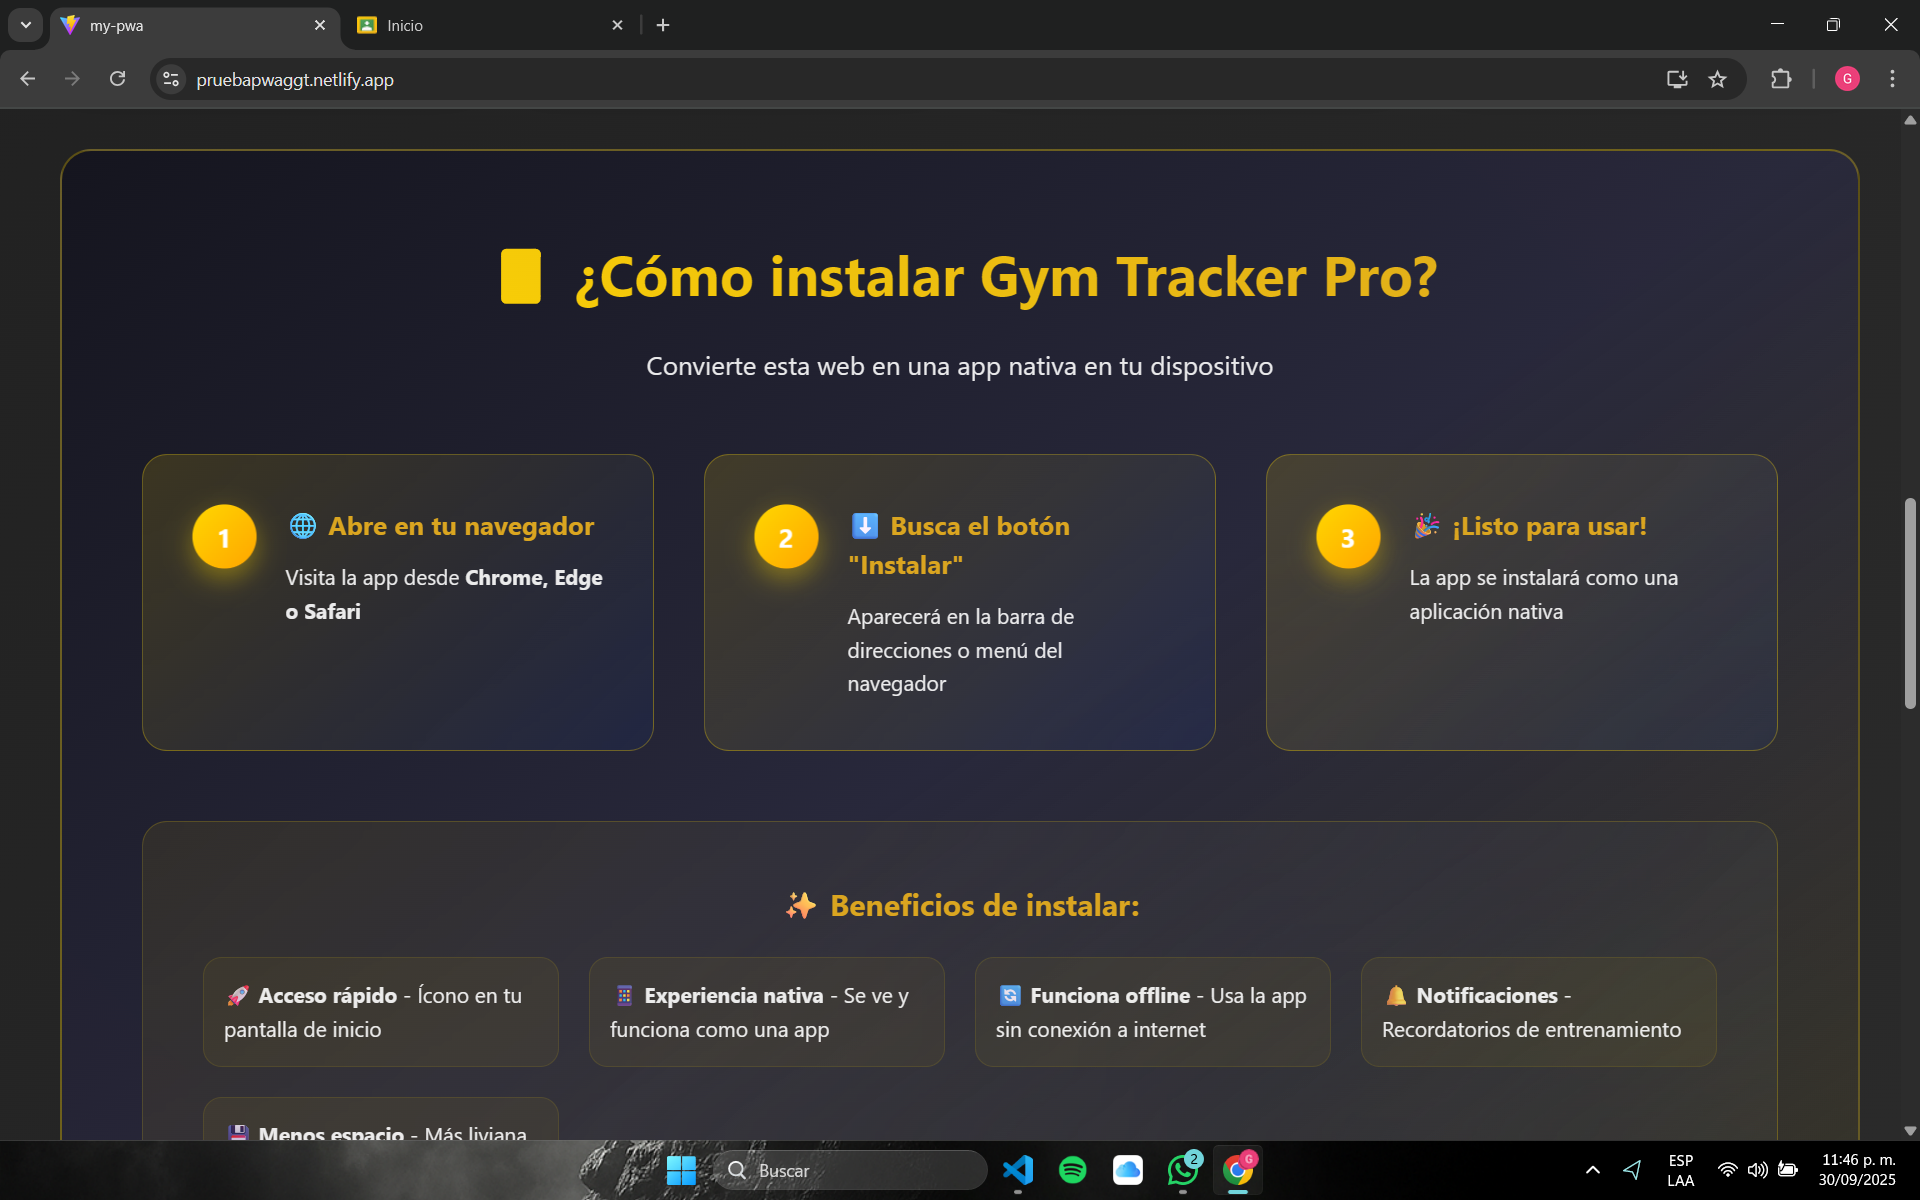 my-pwa
Inicio
pruebapwaggt.netlify.app
G
¿Cómo instalar Gym Tracker Pro?
Convierte esta web en una app nativa en tu dispositivo
1
Abre en tu navegador
Visita la app desde Chrome, Edge
o Safari
2
Busca el botón
"Instalar"
Aparecerá en la barra de
direcciones o menú del
navegador
3
¡Listo para usar!
La app se instalará como una
aplicación nativa
Beneficios de instalar:
Acceso rápido - Ícono en tu
pantalla de inicio
Experiencia nativa - Se ve y
funciona como una app
Funciona offline - Usa la app
sin conexión a internet
Notificaciones -
Recordatorios de entrenamiento
Menos espacio - Más liviana
Buscar
2
G
ESP
LAA
11:46 p. m.
30/09/2025